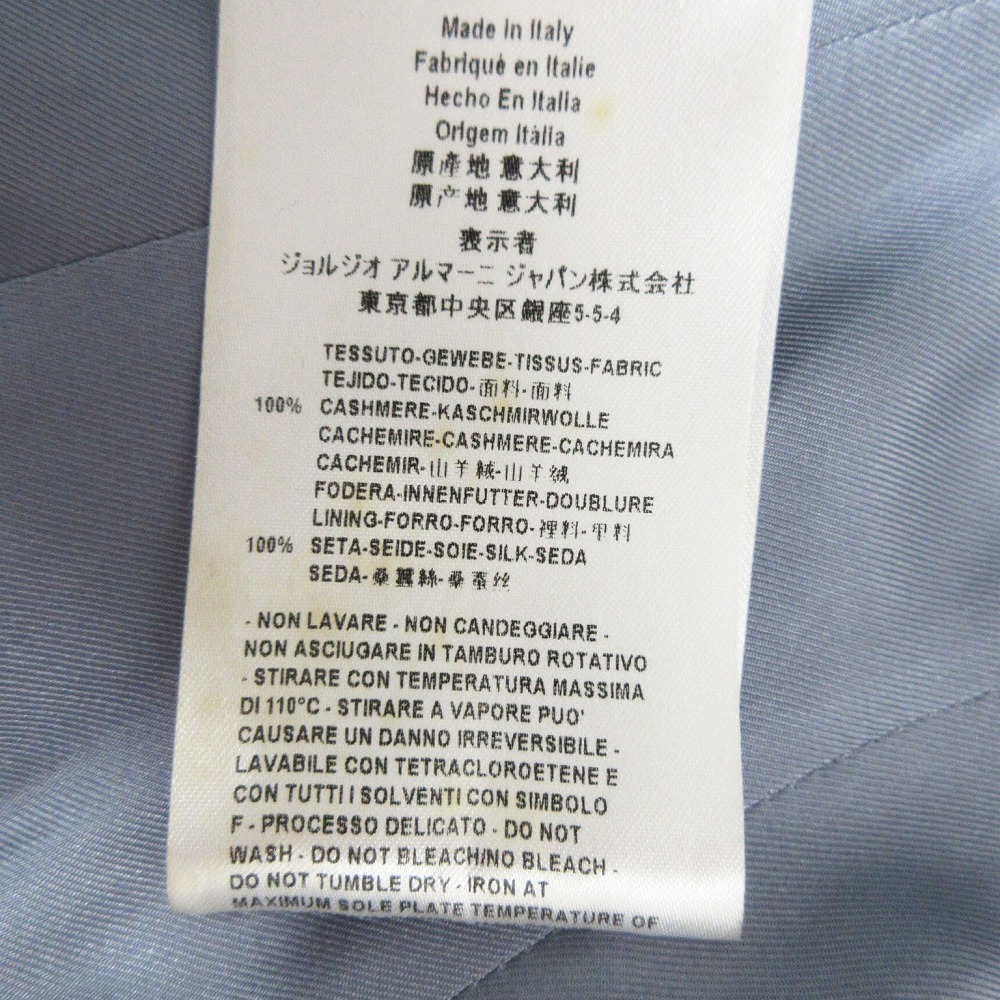 Made In Italy
Fabriqué en Italie
Hecho En Italia
Origem Itália
原產地 意大利
原产地 意大利
表示者
ジョルジオ アルマーニ ジャパン株式会社
東京都中央区銀座5-5-4
TESSUTO-GEWEBE-TISSUS-FABRIC
TEJIDO-TECIDO-面料-面料
100% CASHMERE-KASCHMIRWOLLE
CACHEMIRE-CASHMERE-CACHEMIRA
CACHEMIR-山羊絨-山羊绒
FODERA-INNENFUTTER-DOUBLURE
LINING-FORRO-FORRO-裡料-里料
100% SETA-SEIDE-SOIE-SILK-SEDA
SEDA-桑蠶絲-桑蚕丝
- NON LAVARE - NON CANDEGGIARE -
NON ASCIUGARE IN TAMBURO ROTATIVO
- STIRARE CON TEMPERATURA MASSIMA
DI 110°C - STIRARE A VAPORE PUO'
CAUSARE UN DANNO IRREVERSIBILE -
LAVABILE CON TETRACLOROETENE E
CON TUTTI I SOLVENTI CON SIMBOLO
F - PROCESSO DELICATO - DO NOT
WASH - DO NOT BLEACH/NO BLEACH -
DO NOT TUMBLE DRY - IRON AT
MAXIMUM SOLE PLATE TEMPERATURE OF